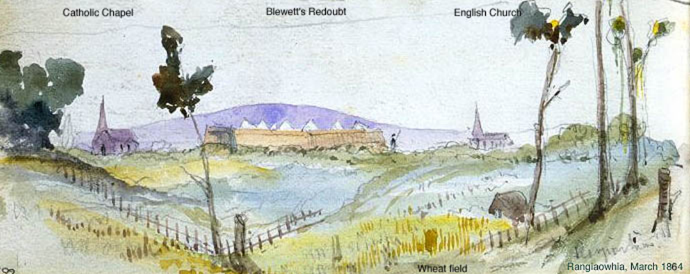 Catholic Chapel
Blewett's Redoubt
English Church
Wheat field
Rangiaowhia, March 1864